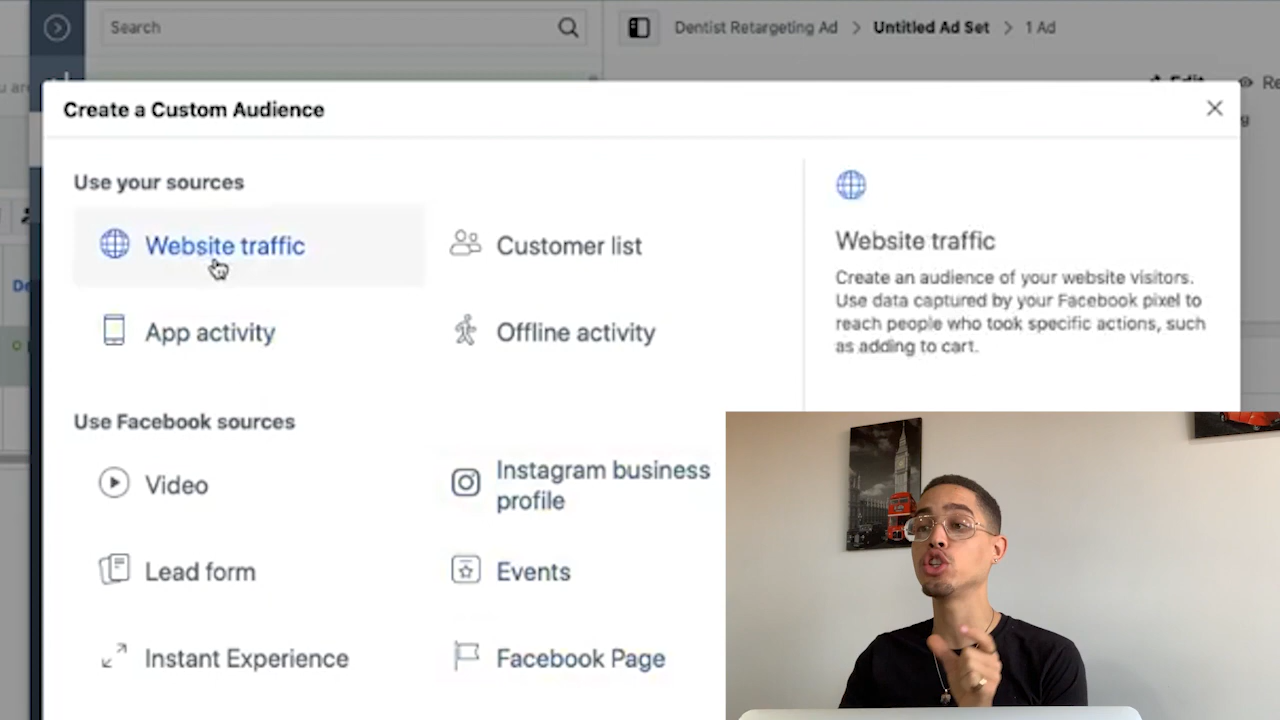 Search
Dentist Retargeting Ad > Untitled Ad Set > 1 Ad
Edit
Create a Custom Audience
Use your sources
Website traffic
Customer list
App activity
Offline activity
Use Facebook sources
Video
Instagram business
profile
Lead form
Events
Instant Experience
Facebook Page
Website traffic
Create an audience of your website visitors.
Use data captured by your Facebook pixel to
reach people who took specific actions, such
as adding to cart.